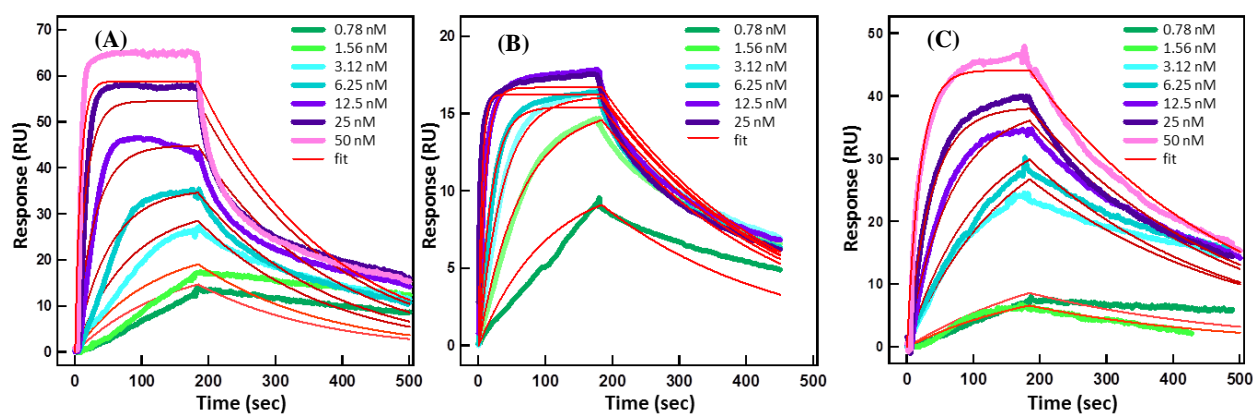 (A)
0.78 nM
1.56 nM
3.12 nM
6.25 nM
12.5 nM
25 nM
50 nM
fit
Response (RU)
70
60
50
40
30
20
10
0
0 100 200 300 400 500
Time (sec)
(B)
0.78 nM
1.56 nM
3.12 nM
6.25 nM
12.5 nM
25 nM
fit
Response (RU)
20
15
10
5
0
0 100 200 300 400 500
Time (sec)
(C)
0.78 nM
1.56 nM
3.12 nM
6.25 nM
12.5 nM
25 nM
50 nM
fit
Response (RU)
50
40
30
20
10
0
0 100 200 300 400 500
Time (sec)